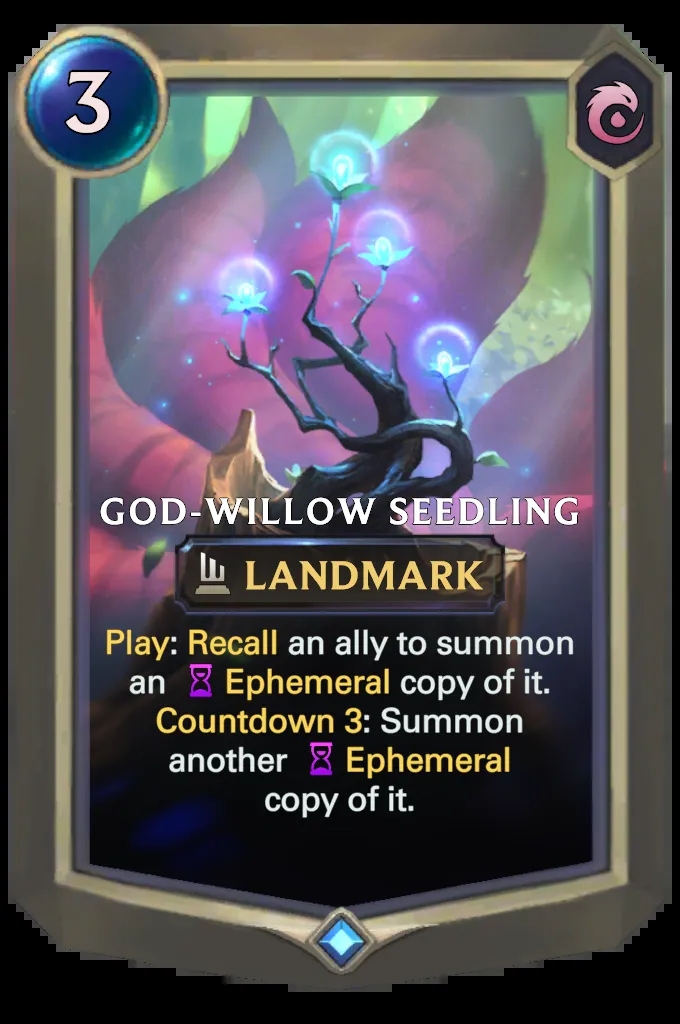 3
GOD-WILLOW SEEDLING
LANDMARK
Play: Recall an ally to summon
an Ephemeral copy of it.
Countdown 3: Summon
another Ephemeral
copy of it.